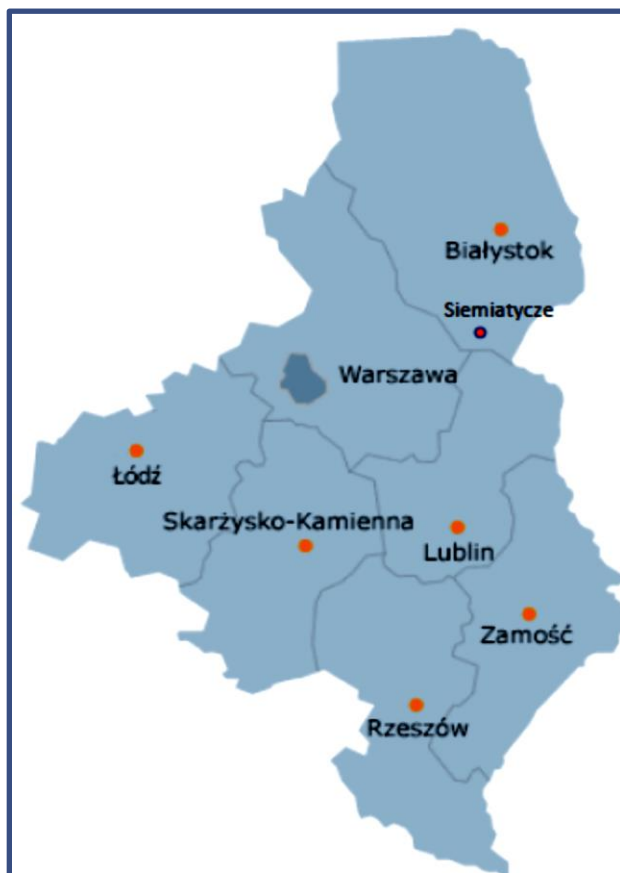 Białystok
Siemiatycze
Warszawa
Łódź
Skarżysko-Kamienna
Lublin
Zamość
Rzeszów